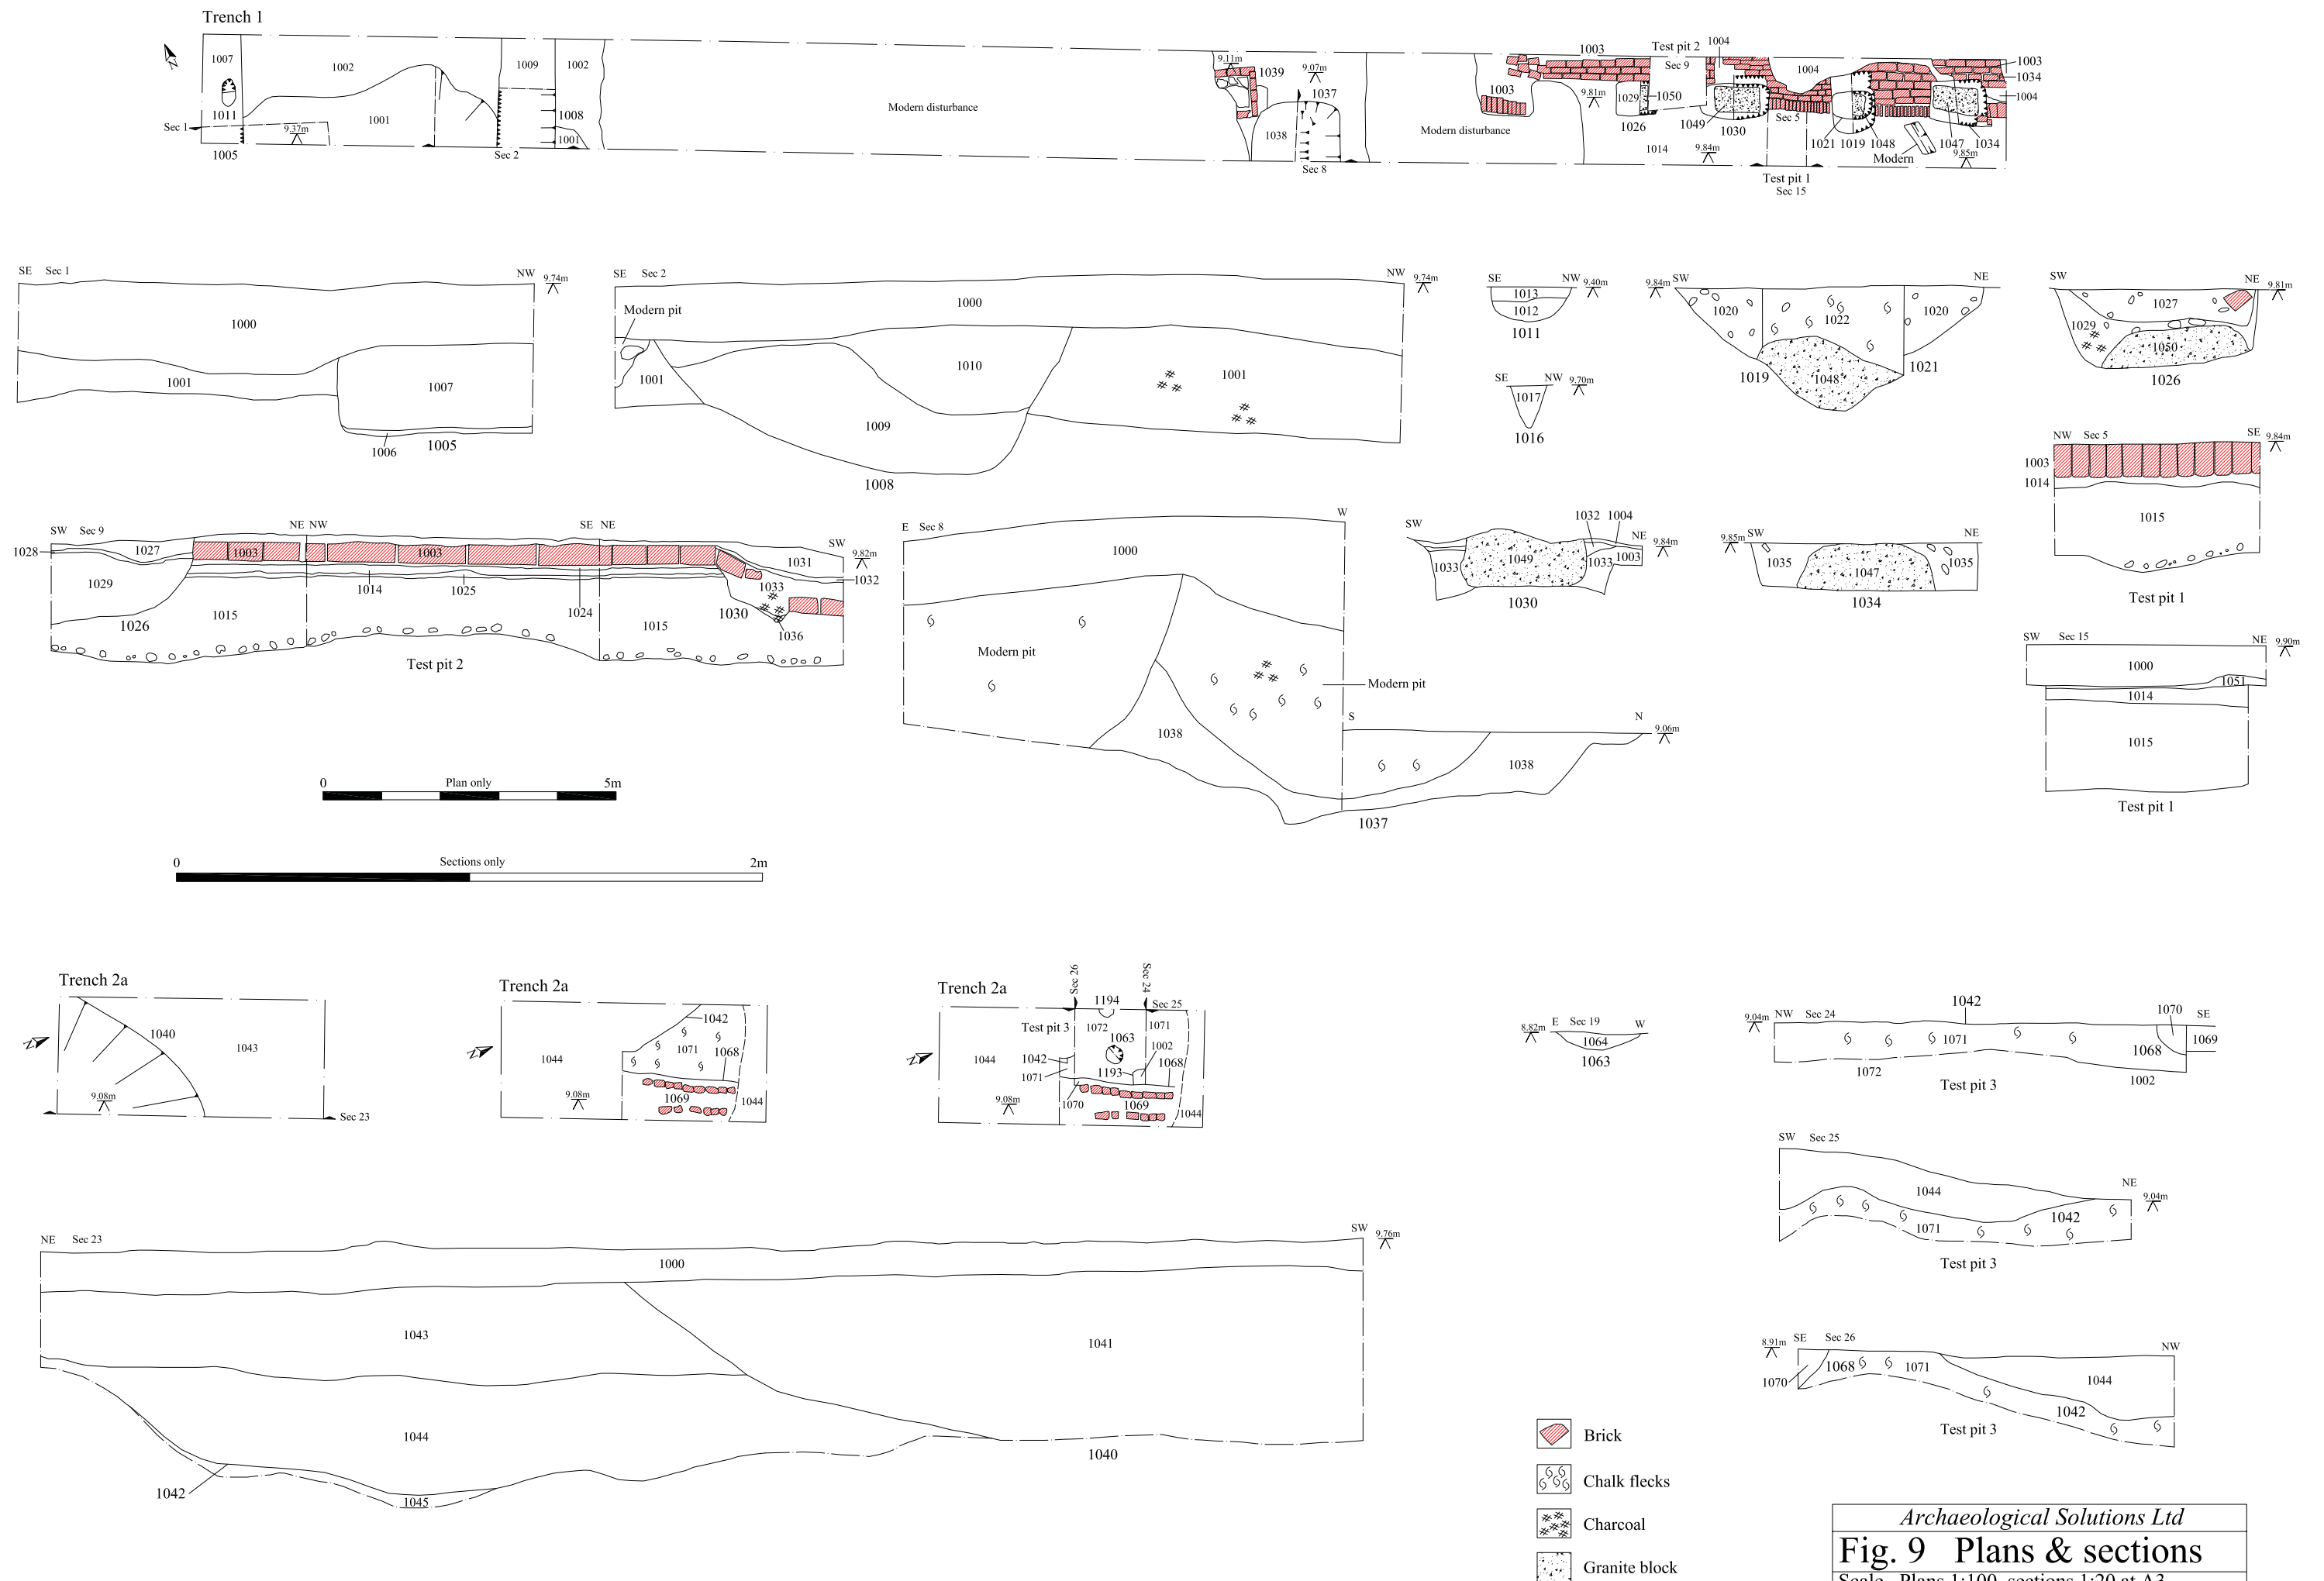 Trench 1
1007
1002
1009
1002
1011
1001
1008
1001
Sec 1
9.37m
1005
Sec 2
Modern disturbance
9.11m
1039
9.07m
1037
1038
Sec 8
Modern disturbance
1003
1003
Test pit 2
1004
Sec 9
9.81m
1029
1050
1026
1049
1030
1004
Sec 5
1014
9.84m
1021
1019
1048
1047
1034
Modern
9.85m
1003
1034
1004
Test pit 1
Sec 15
SE Sec 1
NW
9.74m
1000
1001
1007
1006
1005
SE Sec 2
NW
9.74m
Modern pit
1000
1001
1010
1001
1009
1008
SE
NW
9.40m
1013
1012
1011
SE
NW
9.70m
1017
1016
9.84m
SW
NE
1020
1022
1020
1019
1048
1021
SW
NE
9.81m
1027
1029
1050
1026
NW Sec 5
SE
9.84m
1003
1014
1015
Test pit 1
SW Sec 9
NE NW
SE NE
SW
9.82m
1028
1027
1003
1003
1031
1032
1029
1014
1025
1024
1033
1026
1015
1015
1030
1036
Test pit 2
E Sec 8
W
1000
Modern pit
Modern pit
1038
S
N
9.06m
1038
1037
SW
1032
1004
NE
9.84m
1033
1049
1033
1003
1030
9.85m
SW
NE
1035
1047
1035
1034
SW Sec 15
NE
9.90m
1000
1051
1014
1015
Test pit 1
0
Plan only
5m
0
Sections only
2m
Trench 2a
1040
1043
9.08m
Sec 23
Trench 2a
1042
1044
1071
1068
9.08m
1069
1044
Trench 2a
Sec 26
Sec 24
1194
Sec 25
Test pit 3
1072
1071
1063
1044
1042
1002
1071
1193
1068
9.08m
1070
1069
1044
8.82m
E Sec 19 W
1064
1063
9.04m
NW Sec 24
1042
1070
SE
1071
1068
1069
1072
1002
Test pit 3
SW Sec 25
NE
9.04m
1044
1042
1071
Test pit 3
NE Sec 23
SW
9.76m
1000
1043
1041
1044
1040
1042
1045
8.91m
SE Sec 26
NW
1068
1071
1070
1044
1042
Test pit 3
Brick
Chalk flecks
Charcoal
Granite block
Archaeological Solutions Ltd
Fig. 9 Plans & sections
Scale Plans 1:100, sections 1:20 at A3